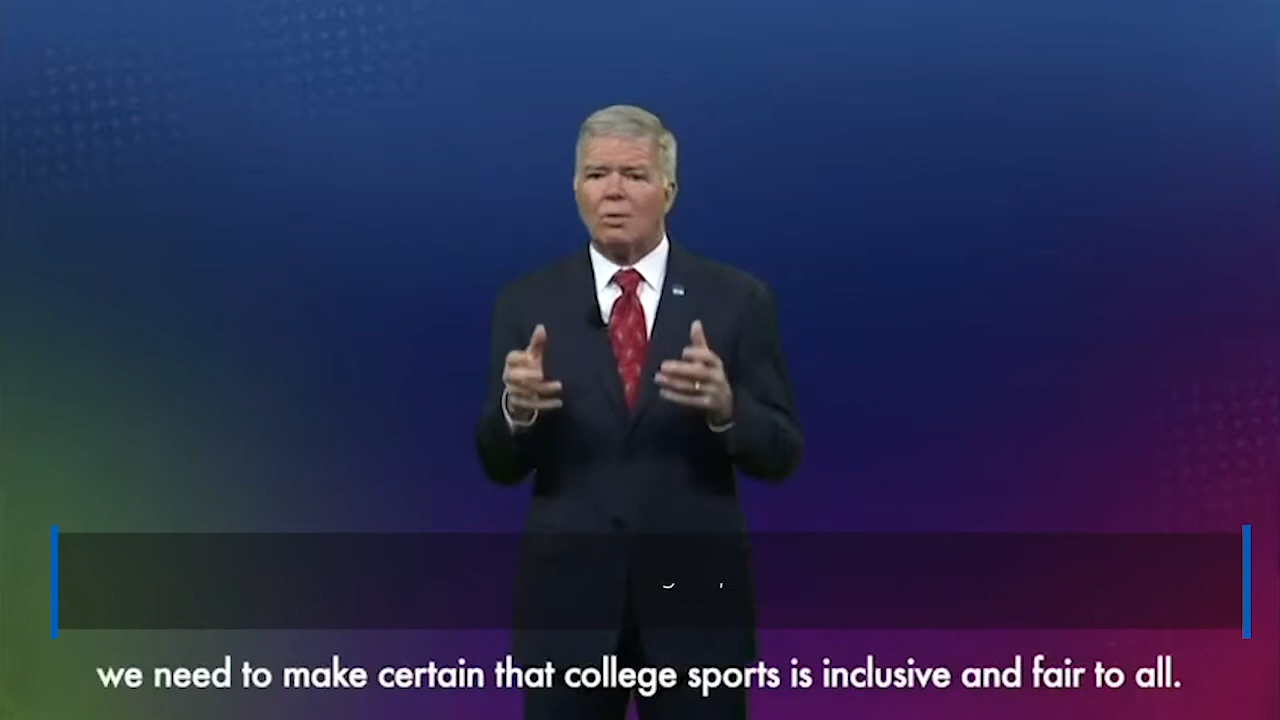 we need to make certain that college sports is inclusive and fair to all.